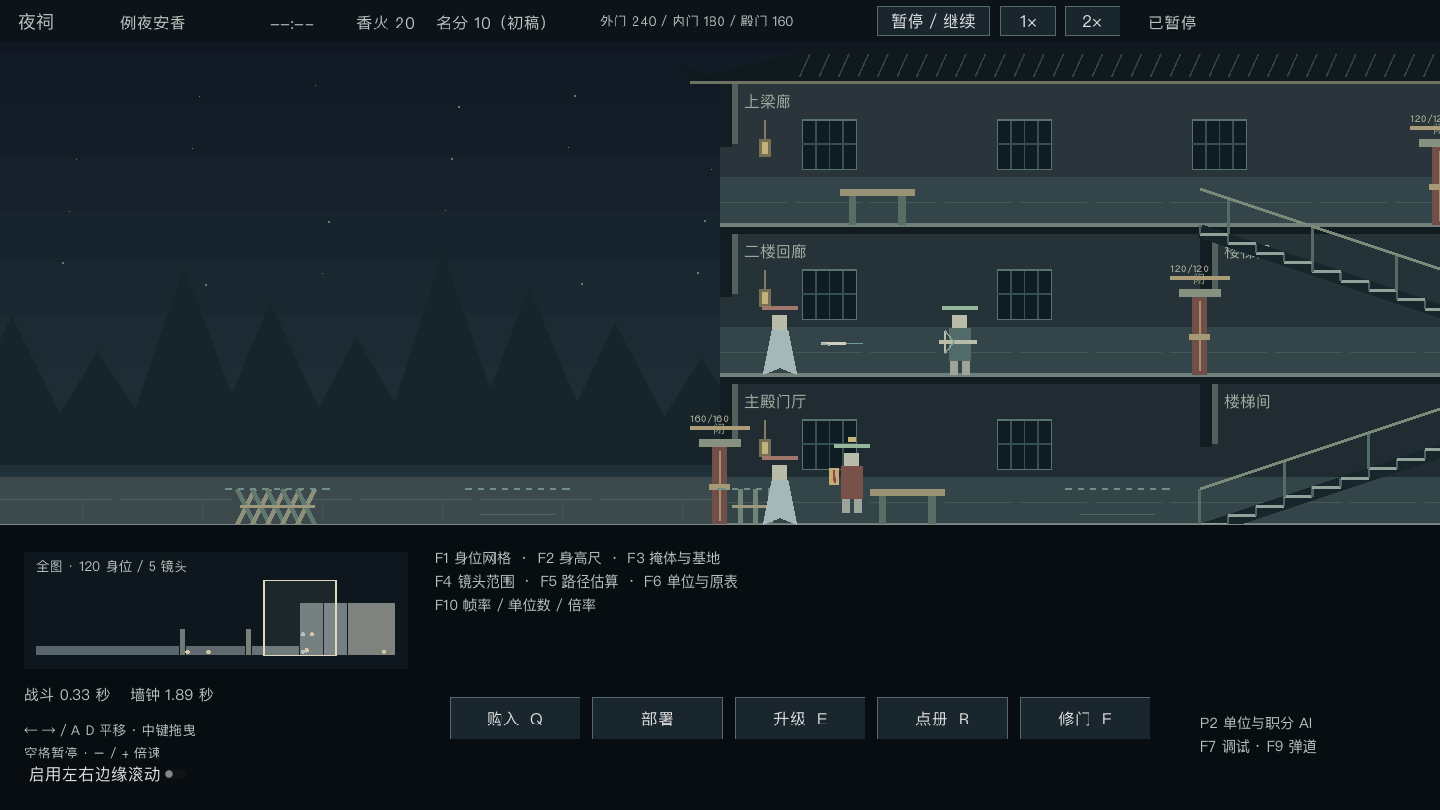 夜祠 例夜安香 --:-- 香火 20 名分 10（初稿） 外门 240 / 内门 180 / 殿门 160 暂停 / 继续 1× 2× 已暂停
上梁廊
120/12
二楼回廊
120/120
闭
主殿门厅 楼梯间
160/160
闭
全图 · 120 身位 / 5 镜头
F1 身位网格 · F2 身高尺 · F3 掩体与基地
F4 镜头范围 · F5 路径估算 · F6 单位与原表
F10 帧率 / 单位数 / 倍率
战斗 0.33 秒 墙钟 1.89 秒
←→ / A D 平移 · 中键拖曳
空格暂停 · − / + 倍速
启用左右边缘滚动
购入 Q 部署 升级 E 点册 R 修门 F
P2 单位与职分 AI
F7 调试 · F9 弹道